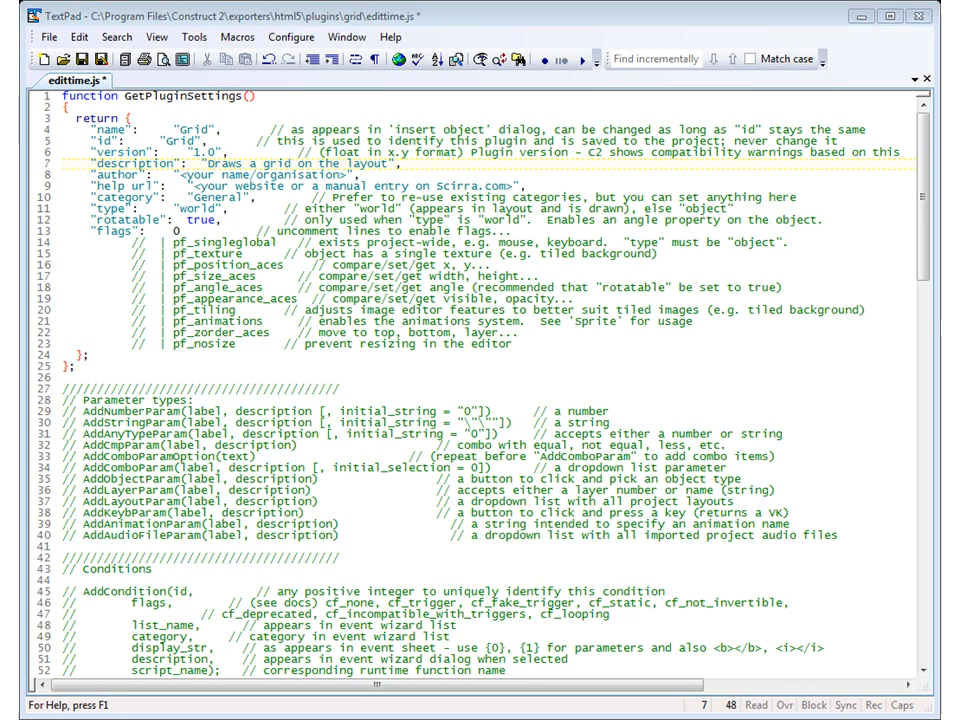 TextPad - C:\Program Files\Construct 2\exporters\html5\plugins\grid\edittime.js *
File Edit Search View Tools Macros Configure Window Help
Find incrementally Match case
edittime.js *
1 function GetPluginSettings()
2 {
3 return {
4 "name": "Grid", // as appears in 'insert object' dialog, can be changed as long as "id" stays the same
5 "id": "Grid", // this is used to identify this plugin and is saved to the project; never change it
6 "version": "1.0", // (float in x.y format) Plugin version - C2 shows compatibility warnings based on this
7 "description": "Draws a grid on the layout",
8 "author": "<your name/organisation>",
9 "help url": "<your website or a manual entry on Scirra.com>",
10 "category": "General", // Prefer to re-use existing categories, but you can set anything here
11 "type": "world", // either "world" (appears in layout and is drawn), else "object"
12 "rotatable": true, // only used when "type" is "world". Enables an angle property on the object.
13 "flags": 0 // uncomment lines to enable flags...
14 // | pf_singleglobal // exists project-wide, e.g. mouse, keyboard. "type" must be "object".
15 // | pf_texture // object has a single texture (e.g. tiled background)
16 // | pf_position_aces // compare/set/get x, y...
17 // | pf_size_aces // compare/set/get width, height...
18 // | pf_angle_aces // compare/set/get angle (recommended that "rotatable" be set to true)
19 // | pf_appearance_aces // compare/set/get visible, opacity...
20 // | pf_tiling // adjusts image editor features to better suit tiled images (e.g. tiled background)
21 // | pf_animations // enables the animations system. See 'Sprite' for usage
22 // | pf_zorder_aces // move to top, bottom, layer...
23 // | pf_nosize // prevent resizing in the editor
24 };
25 };
26
27 ////////////////////////////////////////
28 // Parameter types:
29 // AddNumberParam(label, description [, initial_string = "0"]) // a number
30 // AddStringParam(label, description [, initial_string = "\"\""]) // a string
31 // AddAnyTypeParam(label, description [, initial_string = "0"]) // accepts either a number or string
32 // AddCmpParam(label, description) // combo with equal, not equal, less, etc.
33 // AddComboParamOption(text) // (repeat before "AddComboParam" to add combo items)
34 // AddComboParam(label, description [, initial_selection = 0]) // a dropdown list parameter
35 // AddObjectParam(label, description) // a button to click and pick an object type
36 // AddLayerParam(label, description) // accepts either a layer number or name (string)
37 // AddLayoutParam(label, description) // a dropdown list with all project layouts
38 // AddKeybParam(label, description) // a button to click and press a key (returns a VK)
39 // AddAnimationParam(label, description) // a string intended to specify an animation name
40 // AddAudioFileParam(label, description) // a dropdown list with all imported project audio files
41
42 ////////////////////////////////////////
43 // Conditions
44
45 // AddCondition(id, // any positive integer to uniquely identify this condition
46 // flags, // (see docs) cf_none, cf_trigger, cf_fake_trigger, cf_static, cf_not_invertible,
47 // // cf_deprecated, cf_incompatible_with_triggers, cf_looping
48 // list_name, // appears in event wizard list
49 // category, // category in event wizard list
50 // display_str, // as appears in event sheet - use {0}, {1} for parameters and also <b></b>, <i></i>
51 // description, // appears in event wizard dialog when selected
52 // script_name); // corresponding runtime function name
For Help, press F1 7 48 Read Ovr Block Sync Rec Caps